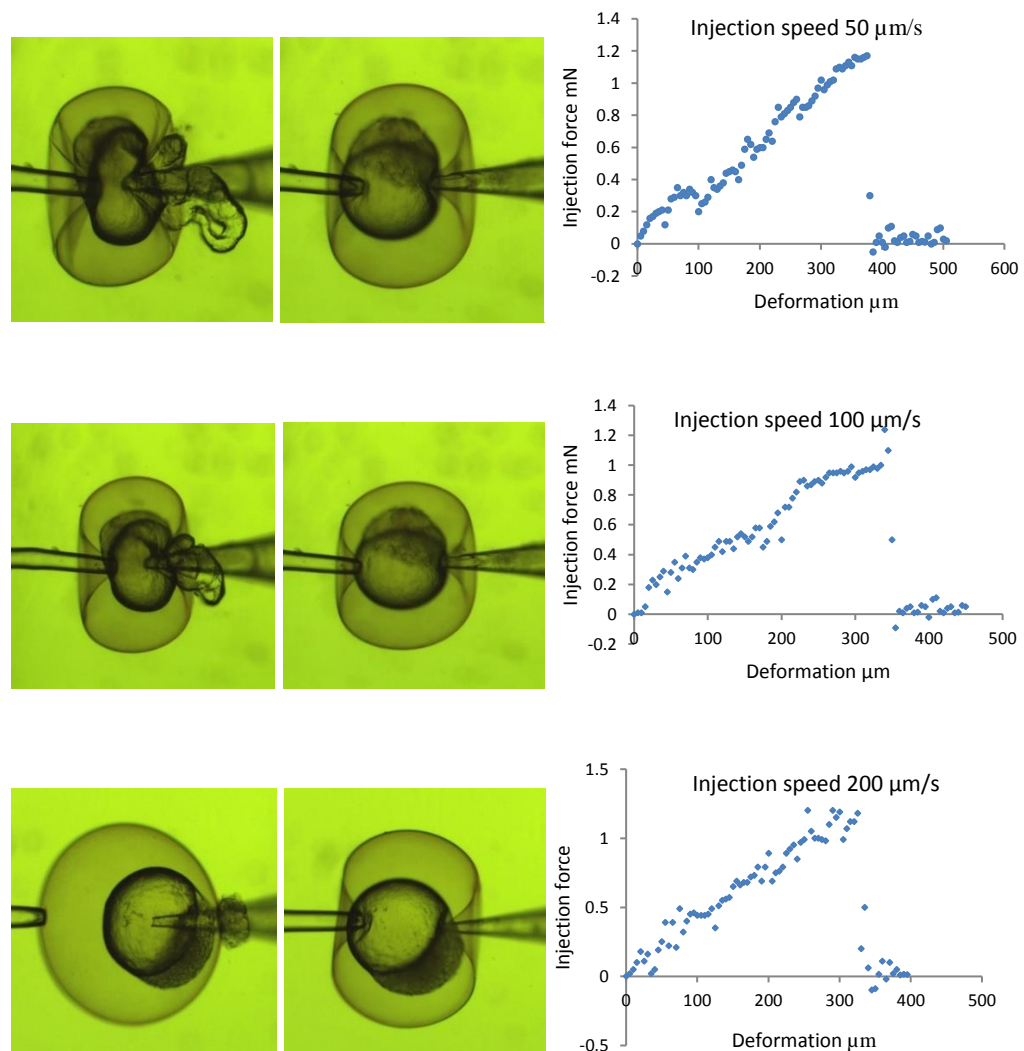 Injection speed 50 µm/s
Injection force mN
1.4
1.2
1
0.8
0.6
0.4
0.2
0
-0.2
0 100 200 300 400 500 600
Deformation µm
Injection speed 100 µm/s
Injection force mN
1.4
1.2
1
0.8
0.6
0.4
0.2
0
-0.2
0 100 200 300 400 500
Deformation µm
Injection speed 200 µm/s
Injection force
1.5
1
0.5
0
-0.5
0 100 200 300 400 500
Deformation µm